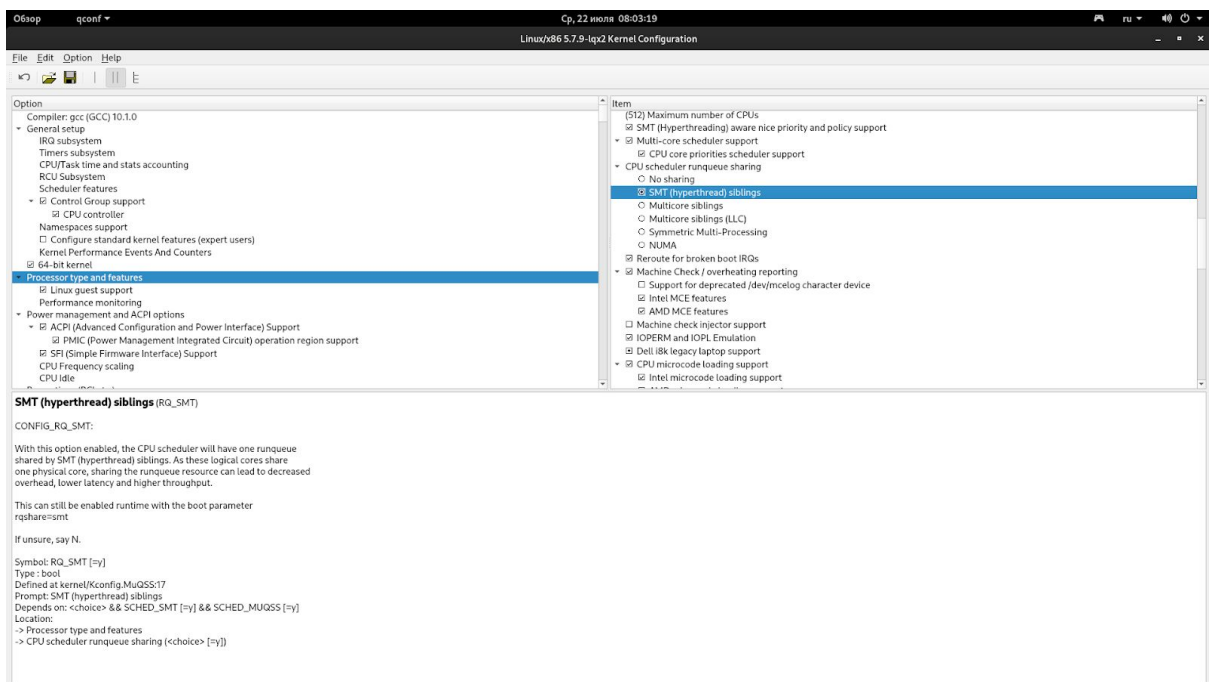 Обзор
qconf
Ср, 22 июля 08:03:19
ru
Linux/x86 5.7.9-lqx2 Kernel Configuration
File Edit Option Help
Option
Compiler: gcc (GCC) 10.1.0
General setup
IRQ subsystem
Timers subsystem
CPU/Task time and stats accounting
RCU Subsystem
Scheduler features
Control Group support
CPU controller
Namespaces support
Configure standard kernel features (expert users)
Kernel Performance Events And Counters
64-bit kernel
Processor type and features
Linux guest support
Performance monitoring
Power management and ACPI options
ACPI (Advanced Configuration and Power Interface) Support
PMIC (Power Management Integrated Circuit) operation region support
SFI (Simple Firmware Interface) Support
CPU Frequency scaling
CPU Idle
Item
(512) Maximum number of CPUs
SMT (Hyperthreading) aware nice priority and policy support
Multi-core scheduler support
CPU core priorities scheduler support
CPU scheduler runqueue sharing
No sharing
SMT (hyperthread) siblings
Multicore siblings
Multicore siblings (LLC)
Symmetric Multi-Processing
NUMA
Reroute for broken boot IRQs
Machine Check / overheating reporting
Support for deprecated /dev/mcelog character device
Intel MCE features
AMD MCE features
Machine check injector support
IOPERM and IOPL Emulation
Dell i8k legacy laptop support
CPU microcode loading support
Intel microcode loading support
SMT (hyperthread) siblings (RQ_SMT)
CONFIG_RQ_SMT:
With this option enabled, the CPU scheduler will have one runqueue
shared by SMT (hyperthread) siblings. As these logical cores share
one physical core, sharing the runqueue resource can lead to decreased
overhead, lower latency and higher throughput.
This can still be enabled runtime with the boot parameter
rqshare=smt
If unsure, say N.
Symbol: RQ_SMT [=y]
Type : bool
Defined at kernel/Kconfig.MuQSS:17
Prompt: SMT (hyperthread) siblings
Depends on: <choice> && SCHED_SMT [=y] && SCHED_MUQSS [=y]
Location:
-> Processor type and features
-> CPU scheduler runqueue sharing (<choice> [=y])